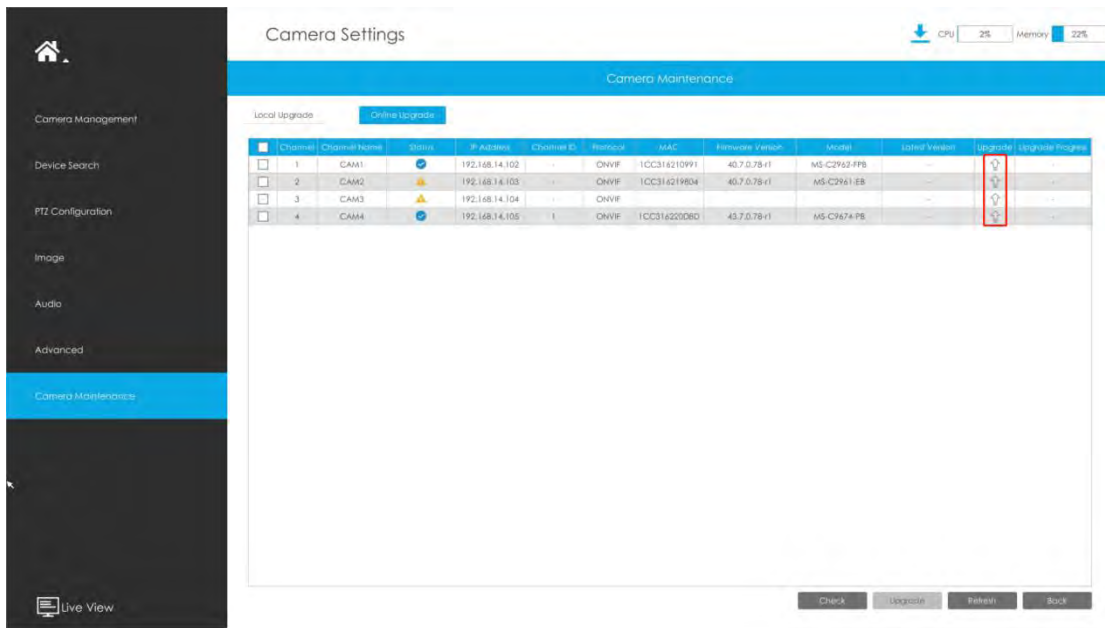 Camera Settings
CPU 2% Memory 22%
Camera Maintenance
Camera Management
Device Search
PTZ Configuration
Image
Audio
Advanced
Camera Maintenance
Live View
Local Upgrade Online Upgrade
Channel Channel Name Status IP Address Channel ID Protocol MAC Firmware Version Model Latest Version Upgrade Upgrade Progress
1 CAM1 192.168.14.102 - ONVIF 1CC316210991 40.7.0.78-r1 MS-C2962-FPB -- -
2 CAM2 192.168.14.103 - ONVIF 1CC316219804 40.7.0.78-r1 MS-C2961-EB -- -
3 CAM3 192.168.14.104 - ONVIF -- -
4 CAM4 192.168.14.105 1 ONVIF 1CC316220DBD 43.7.0.78-r1 MS-C9674-PB -- -
Check Upgrade Refresh Back